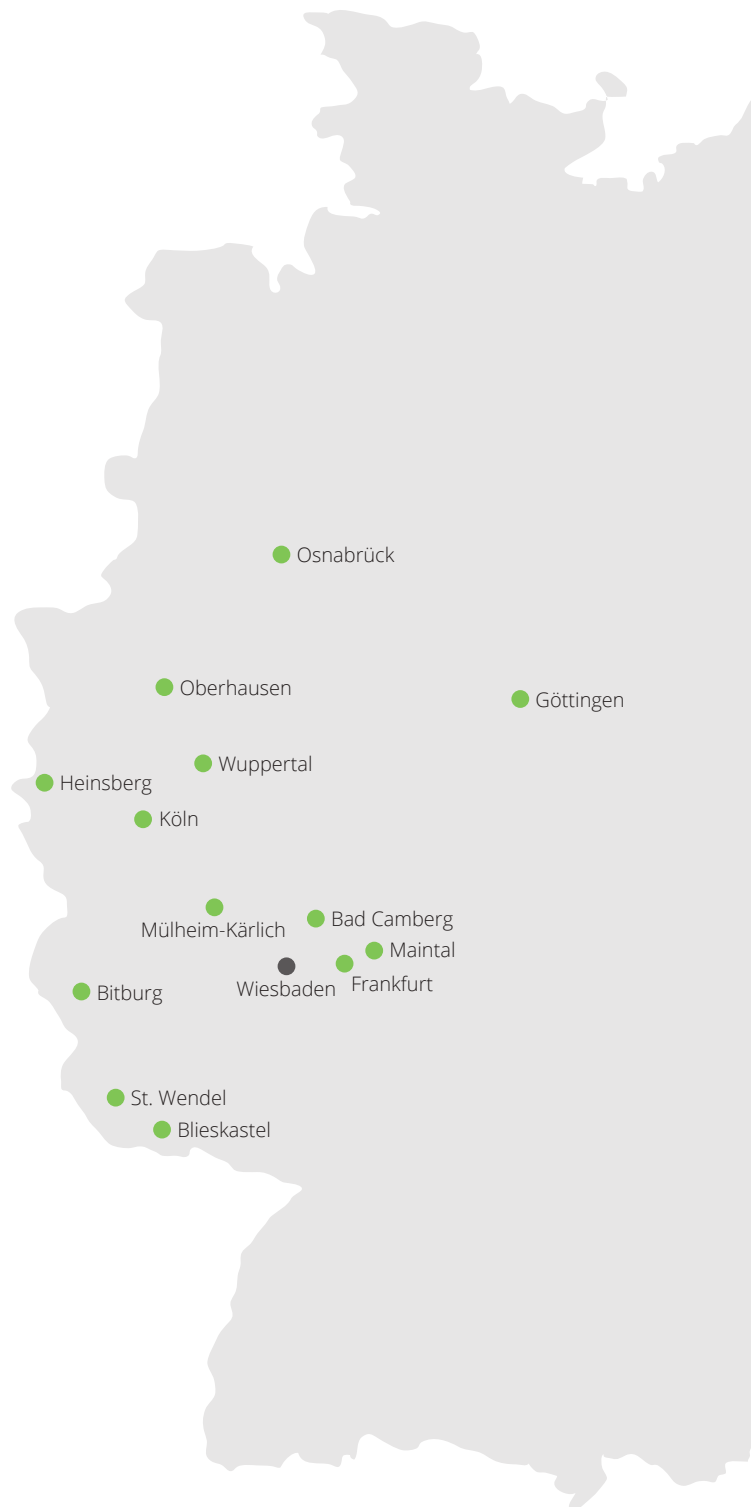 Osnabrück
Oberhausen
Göttingen
Wuppertal
Heinsberg
Köln
Mülheim-Kärlich
Bad Camberg
Maintal
Wiesbaden
Frankfurt
Bitburg
St. Wendel
Blieskastel